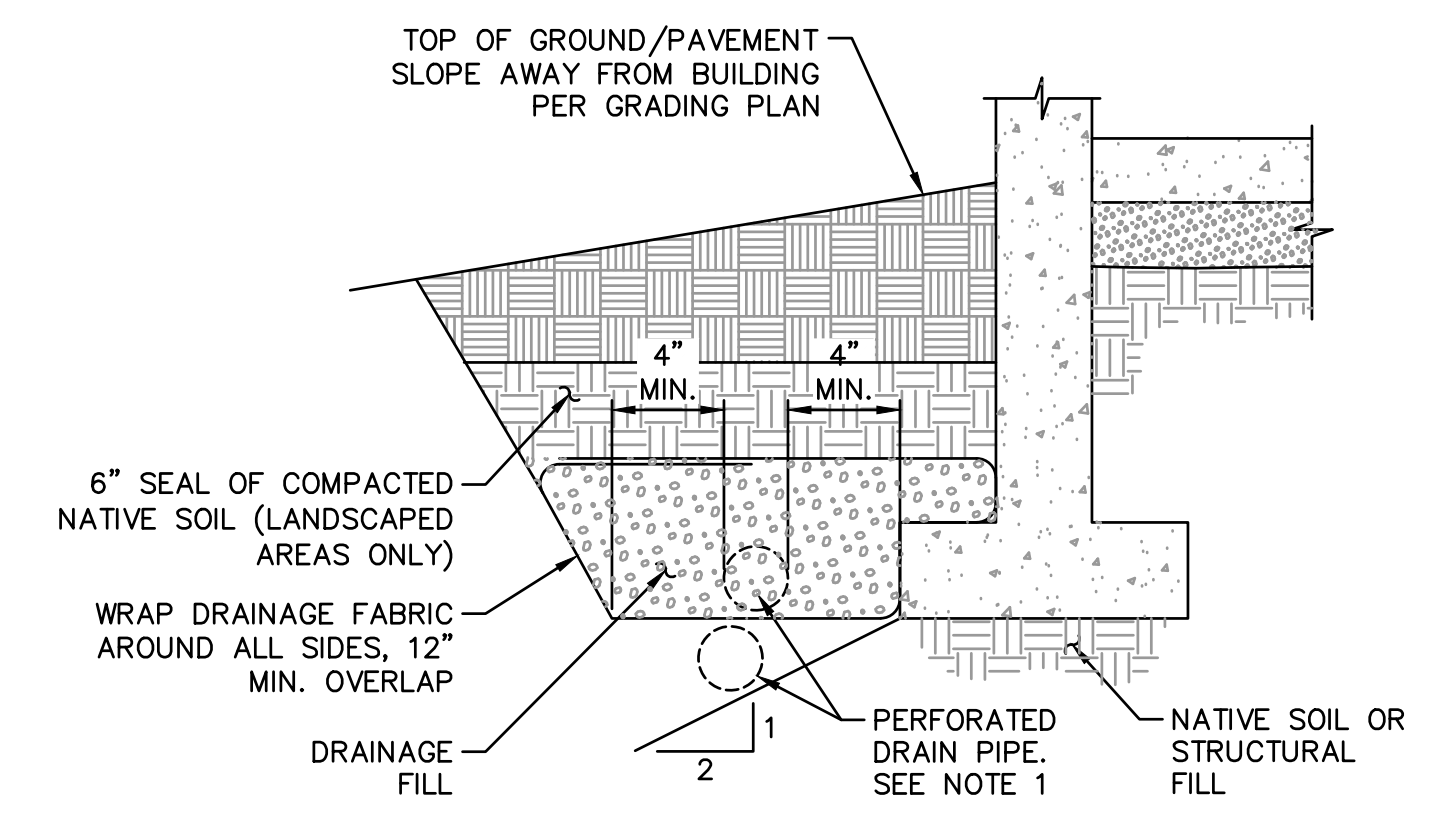 TOP OF GROUND/PAVEMENT
SLOPE AWAY FROM BUILDING
PER GRADING PLAN
4”
MIN.
4”
MIN.
6” SEAL OF COMPACTED
NATIVE SOIL (LANDSCAPED
AREAS ONLY)
WRAP DRAINAGE FABRIC
AROUND ALL SIDES, 12”
MIN. OVERLAP
DRAINAGE
FILL
1
2
PERFORATED
DRAIN PIPE.
SEE NOTE 1
NATIVE SOIL OR
STRUCTURAL
FILL